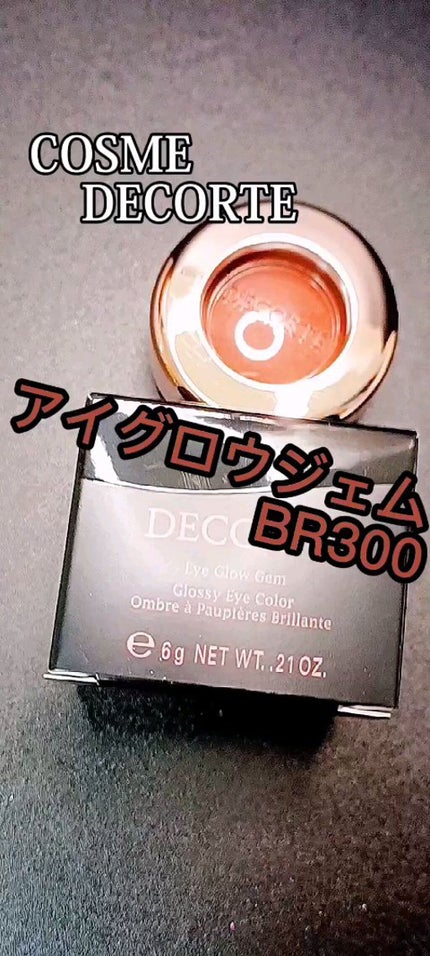 COSME
DECORTE
DECORTE
アイグロウジェム
BR300
Eye Glow Gem
Glossy Eye Color
Ombre à Paupières Brillante
e 6g NET WT. .21 OZ.